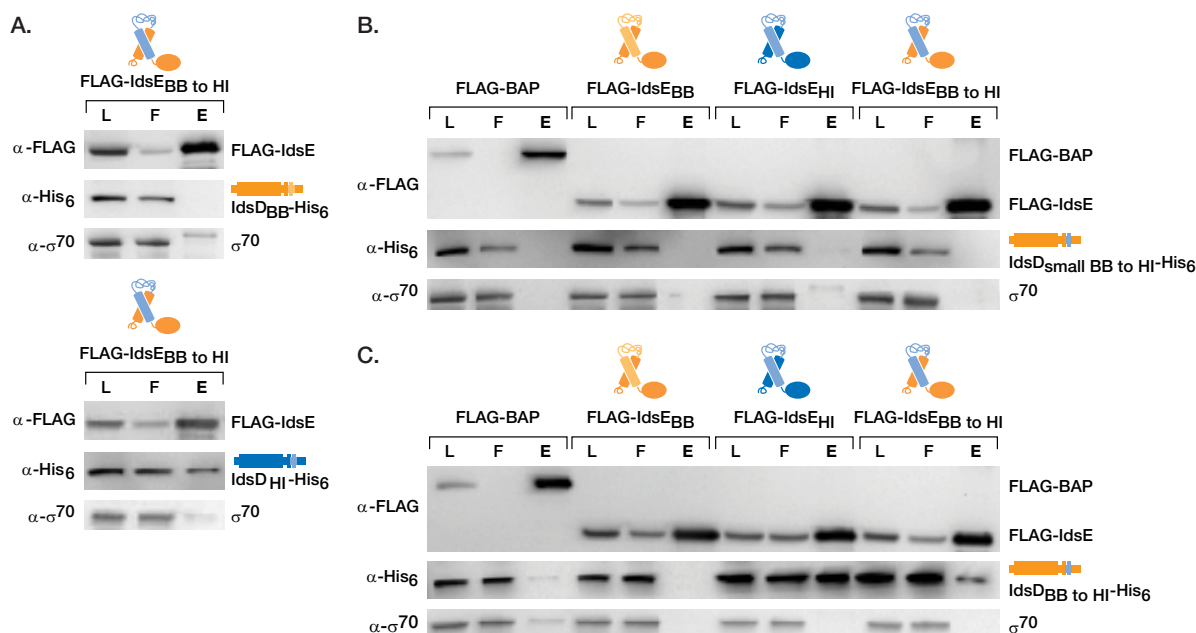 A.
FLAG-IdsEBB to HI
L F E
α-FLAG FLAG-IdsE
α-His6 IdsDBB-His6
α-σ70 σ70
FLAG-IdsEBB to HI
L F E
α-FLAG FLAG-IdsE
α-His6 IdsDHI-His6
α-σ70 σ70
B.
FLAG-BAP FLAG-IdsEBB FLAG-IdsEHI FLAG-IdsEBB to HI
L F E L F E L F E L F E
FLAG-BAP
α-FLAG
FLAG-IdsE
α-His6 IdsDsmall BB to HI-His6
α-σ70 σ70
C.
FLAG-BAP FLAG-IdsEBB FLAG-IdsEHI FLAG-IdsEBB to HI
L F E L F E L F E L F E
FLAG-BAP
α-FLAG
FLAG-IdsE
α-His6 IdsDBB to HI-His6
α-σ70 σ70